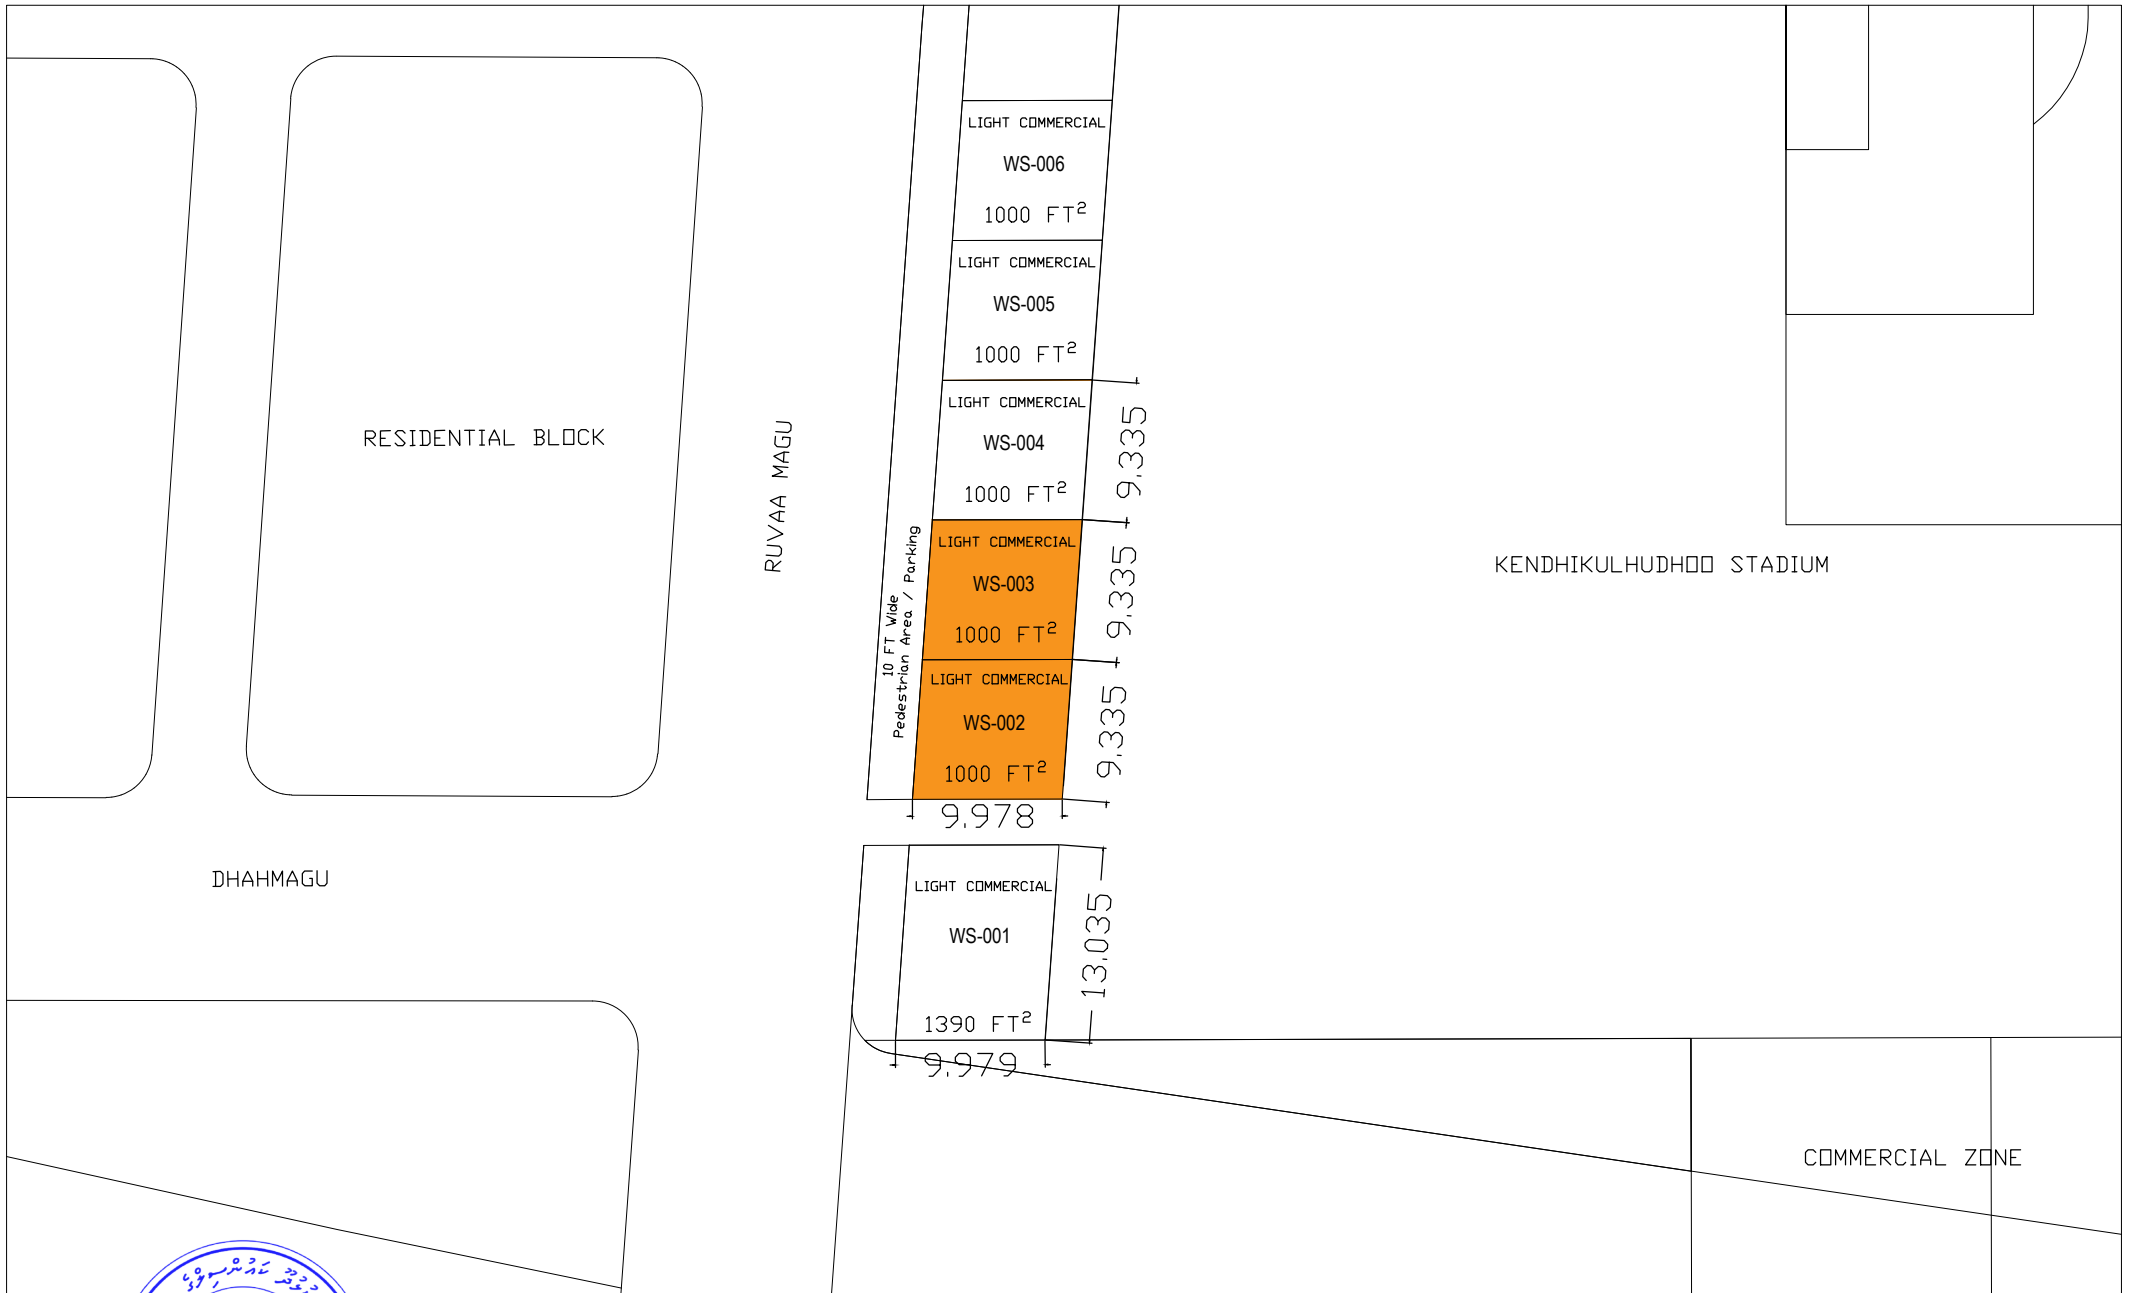 LIGHT COMMERCIAL
WS-006
1000 FT²
LIGHT COMMERCIAL
WS-005
1000 FT²
LIGHT COMMERCIAL
WS-004
1000 FT²
9.335
RESIDENTIAL BLOCK
RUVAA MAGU
10 FT Wide
Pedestrian Area / Parking
LIGHT COMMERCIAL
WS-003
1000 FT²
9.335
KENDHIKULHUDHOO STADIUM
LIGHT COMMERCIAL
WS-002
1000 FT²
9.335
9.978
DHAHMAGU
LIGHT COMMERCIAL
WS-001
1390 FT²
13.035
9.979
COMMERCIAL ZONE